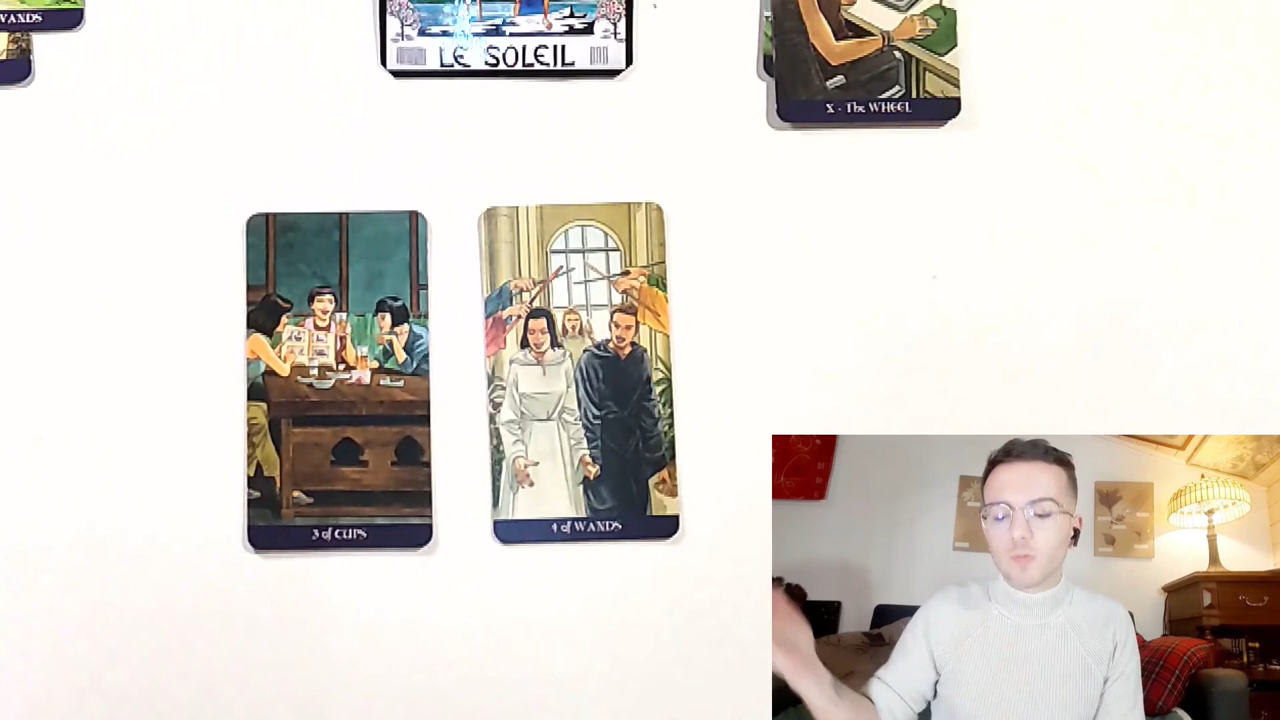 WANDS
LE SOLEIL
X - The WHEEL
3 of CUPS
4 of WANDS